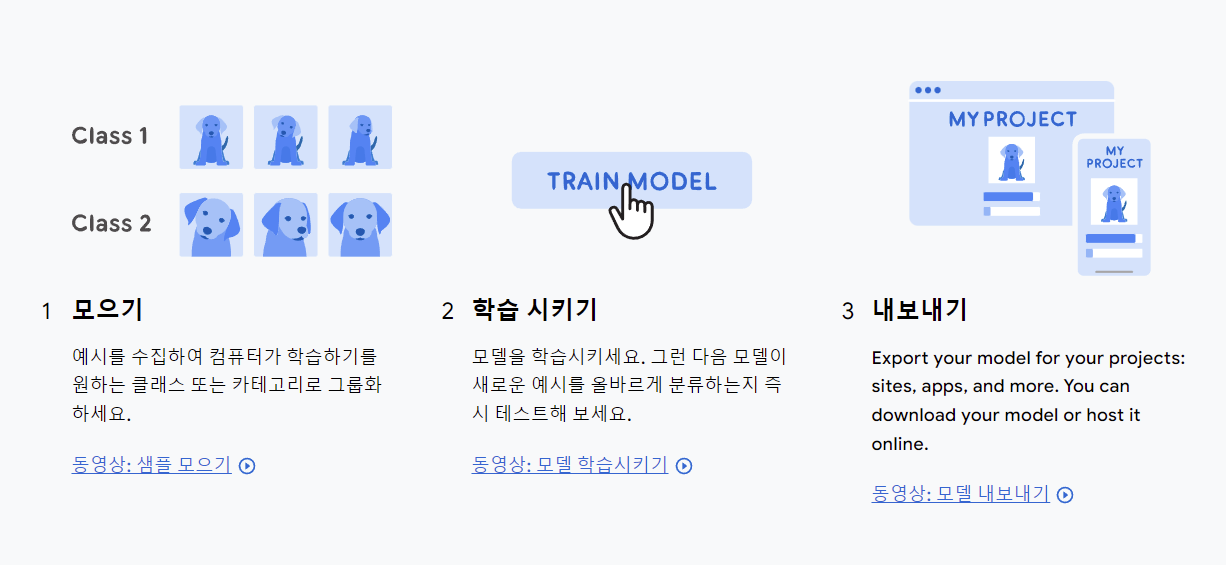 Class 1
Class 2
1 모으기
예시를 수집하여 컴퓨터가 학습하기를
원하는 클래스 또는 카테고리로 그룹화
하세요.
동영상: 샘플 모으기
TRAIN MODEL
2 학습 시키기
모델을 학습시키세요. 그런 다음 모델이
새로운 예시를 올바르게 분류하는지 즉
시 테스트해 보세요.
동영상: 모델 학습시키기
MY PROJECT
MY
PROJECT
3 내보내기
Export your model for your projects:
sites, apps, and more. You can
download your model or host it
online.
동영상: 모델 내보내기